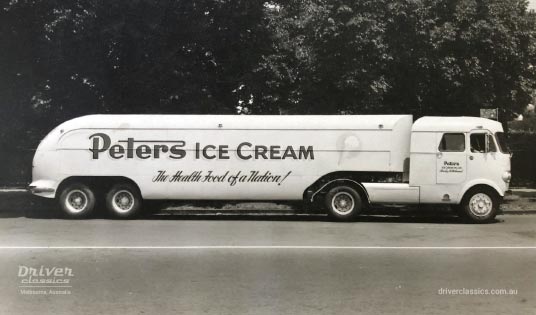 Peters ICE CREAM
The Health Food of a Nation!
Peters
Driver
classics
Melbourne, Australia
driverclassics.com.au